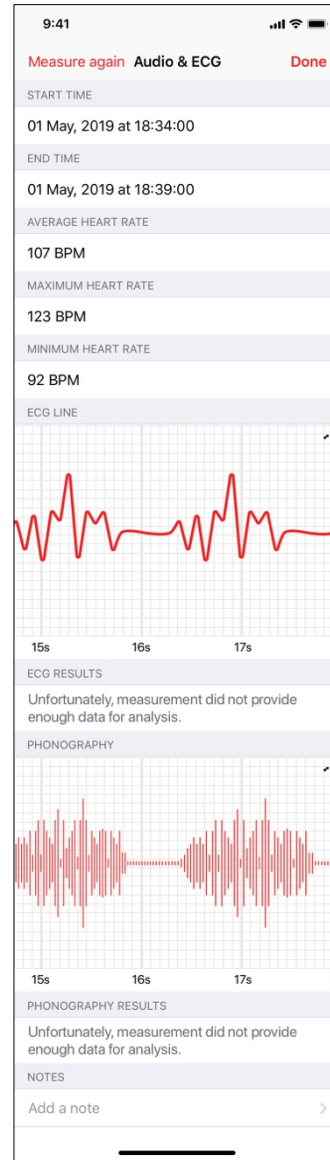 9:41
Measure again Audio & ECG Done
START TIME
01 May, 2019 at 18:34:00
END TIME
01 May, 2019 at 18:39:00
AVERAGE HEART RATE
107 BPM
MAXIMUM HEART RATE
123 BPM
MINIMUM HEART RATE
92 BPM
ECG LINE
15s 16s 17s
ECG RESULTS
Unfortunately, measurement did not provide
enough data for analysis.
PHONOGRAPHY
15s 16s 17s
PHONOGRAPHY RESULTS
Unfortunately, measurement did not provide
enough data for analysis.
NOTES
Add a note